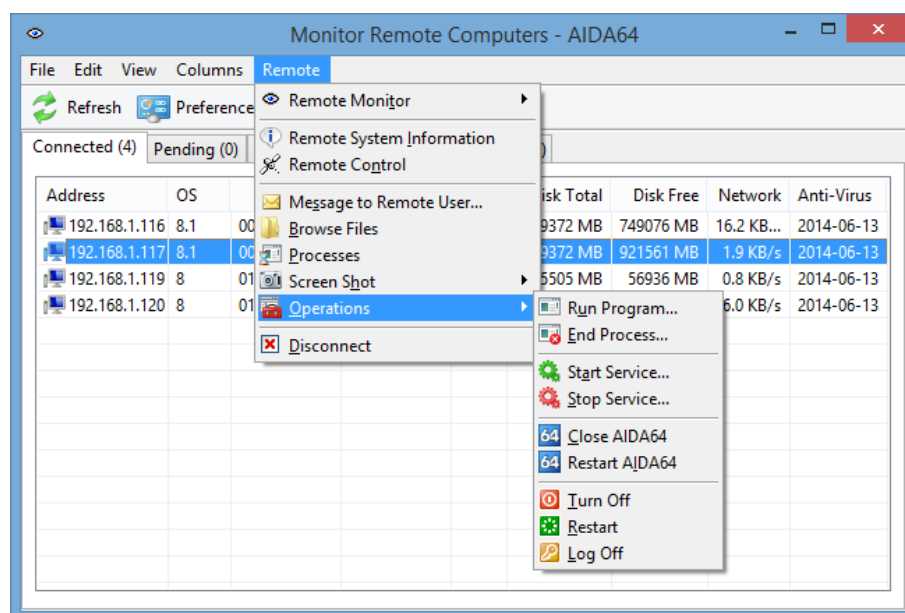 Monitor Remote Computers - AIDA64
File Edit View Columns Remote
Refresh Preference
Remote Monitor
Remote System Information
Remote Control
Message to Remote User...
Browse Files
Processes
Screen Shot
Operations
Disconnect
Connected (4) Pending (0)
Address OS isk Total Disk Free Network Anti-Virus
192.168.1.116 8.1 00 9372 MB 749076 MB 16.2 KB... 2014-06-13
192.168.1.117 8.1 00 9372 MB 921561 MB 1.9 KB/s 2014-06-13
192.168.1.119 8 01 5505 MB 56936 MB 0.8 KB/s 2014-06-13
192.168.1.120 8 01 6.0 KB/s 2014-06-13
Run Program...
End Process...
Start Service...
Stop Service...
64 Close AIDA64
64 Restart AIDA64
Turn Off
Restart
Log Off